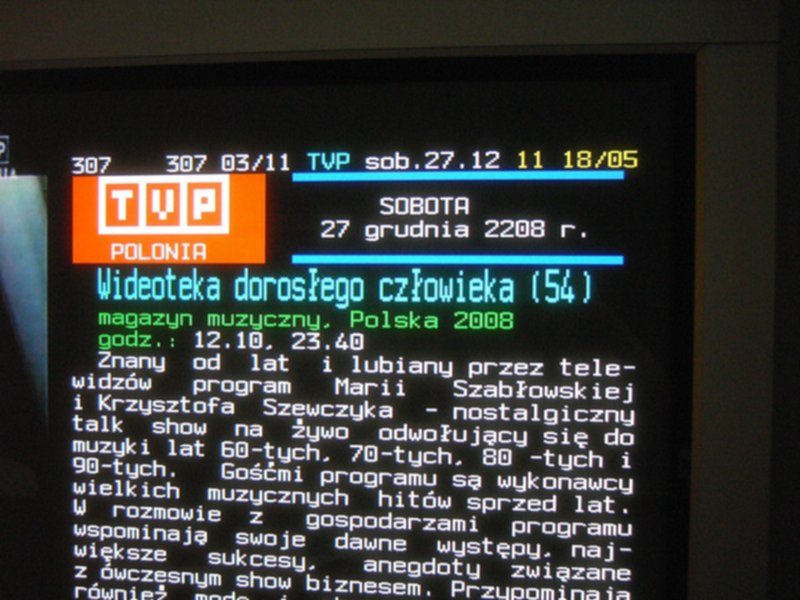 307 307 03/11 TVP sob.27.12 11 18/05
TVP
POLONIA
SOBOTA
27 grudnia 2208 r.
Wideoteka dorosłego człowieka (54)
magazyn muzyczny, Polska 2008
godz.: 12.10, 23.40
Znany od lat i lubiany przez tele-
widzów program Marii Szabłowskiej
i Krzysztofa Szewczyka - nostalgiczny
talk show na żywo odwołujący się do
muzyki lat 60-tych, 70-tych, 80 -tych i
90-tych. Gośćmi programu są wykonawcy
wielkich muzycznych hitów sprzed lat.
W rozmowie z gospodarzami programu
wspominają swoje dawne występy, naj-
większe sukcesy, anegdoty związane
z ówczesnym show biznesem. Przypominają
również